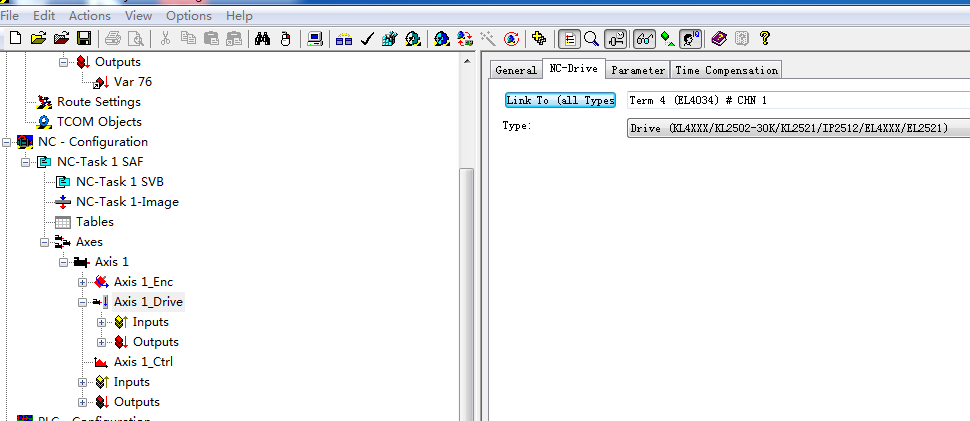 File Edit Actions View Options Help
Outputs
Var 76
Route Settings
TCOM Objects
NC - Configuration
NC-Task 1 SAF
NC-Task 1 SVB
NC-Task 1-Image
Tables
Axes
Axis 1
Axis 1_Enc
Axis 1_Drive
Inputs
Outputs
Axis 1_Ctrl
Inputs
Outputs
General NC-Drive Parameter Time Compensation
Link To (all Types Term 4 (EL4034) # CHN 1
Type: Drive (KL4XXX/KL2502-30K/KL2521/IP2512/EL4XXX/EL2521)